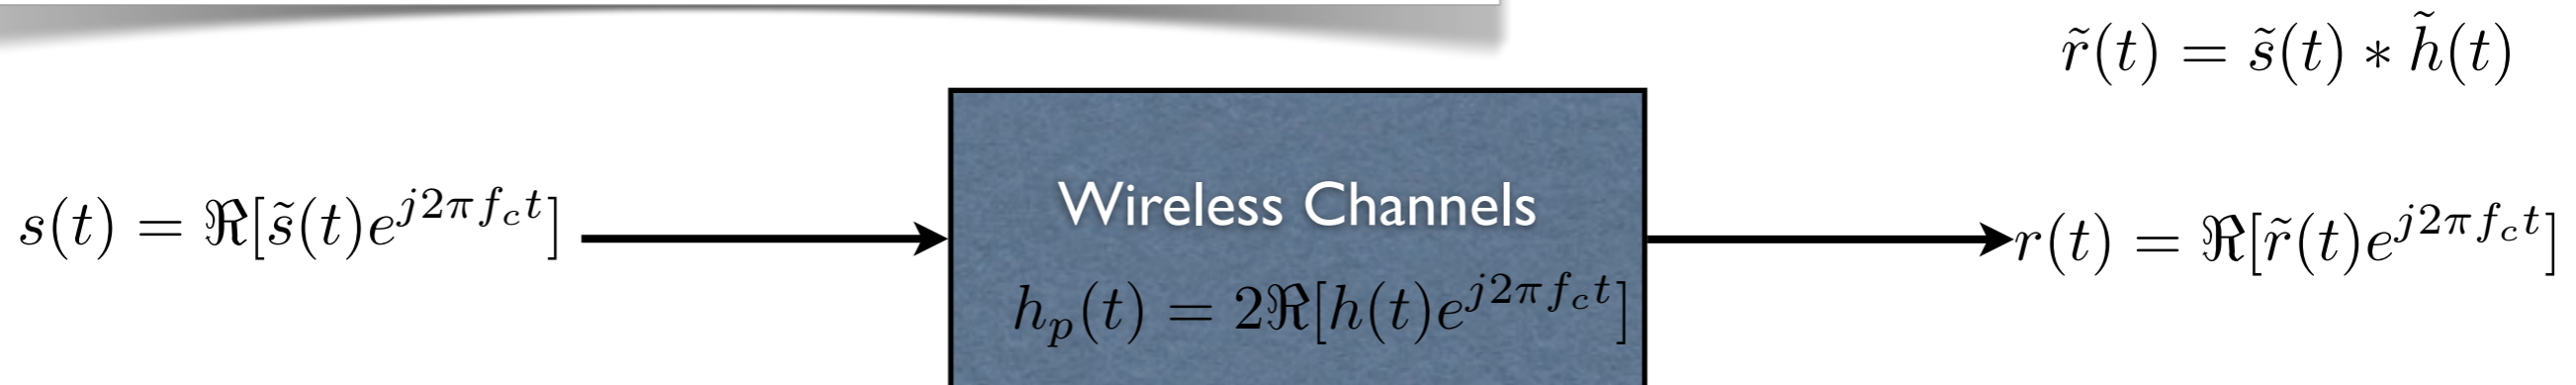 r̃(t) = s̃(t) ∗ h̃(t)
s(t) = ℜ[s̃(t)e^{j2πf_c t}]
Wireless Channels
h_p(t) = 2ℜ[h(t)e^{j2πf_c t}]
r(t) = ℜ[r̃(t)e^{j2πf_c t}]